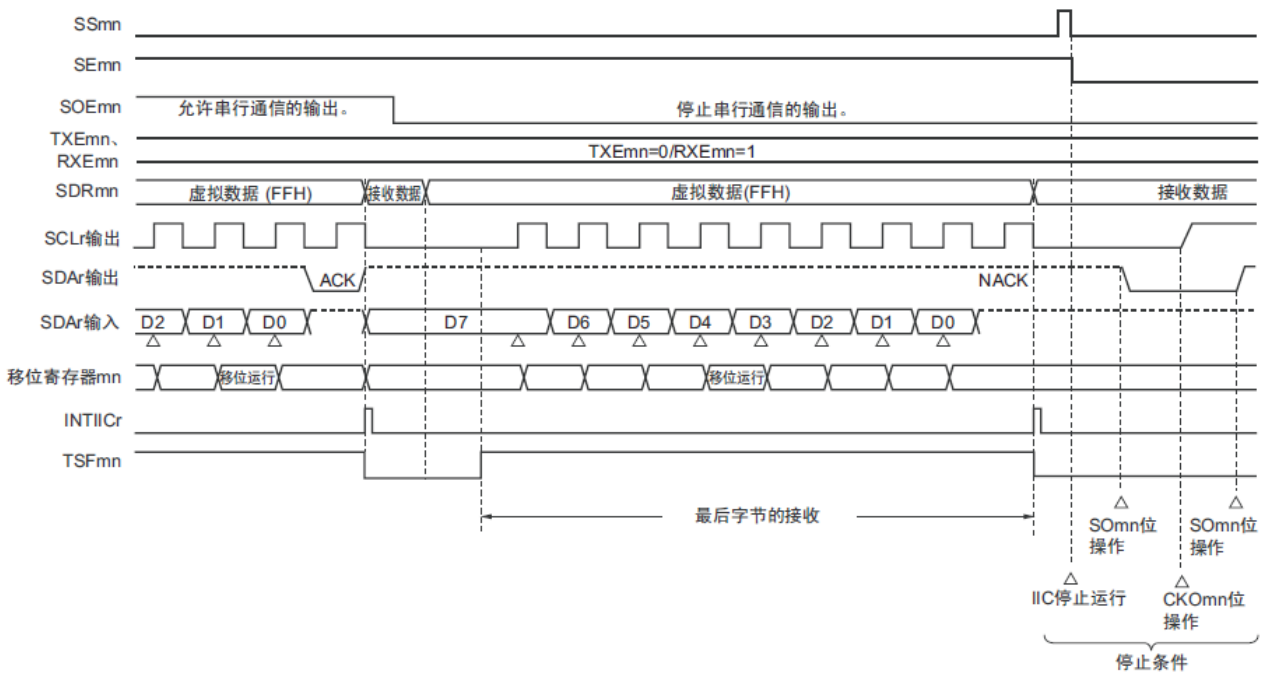 SSmn
SEmn
SOEmn 允许串行通信的输出。 停止串行通信的输出。
TXEmn、
RXEmn TXEmn=0/RXEmn=1
SDRmn 虚拟数据 (FFH) 接收数据 虚拟数据(FFH) 接收数据
SCLr输出
SDAr输出 ACK NACK
SDAr输入 D2 D1 D0 D7 D6 D5 D4 D3 D2 D1 D0
移位寄存器mn 移位运行 移位运行
INTIICr
TSFmn
最后字节的接收
SOmn位 SOmn位
操作 操作
IIC停止运行 CKOmn位
操作
停止条件